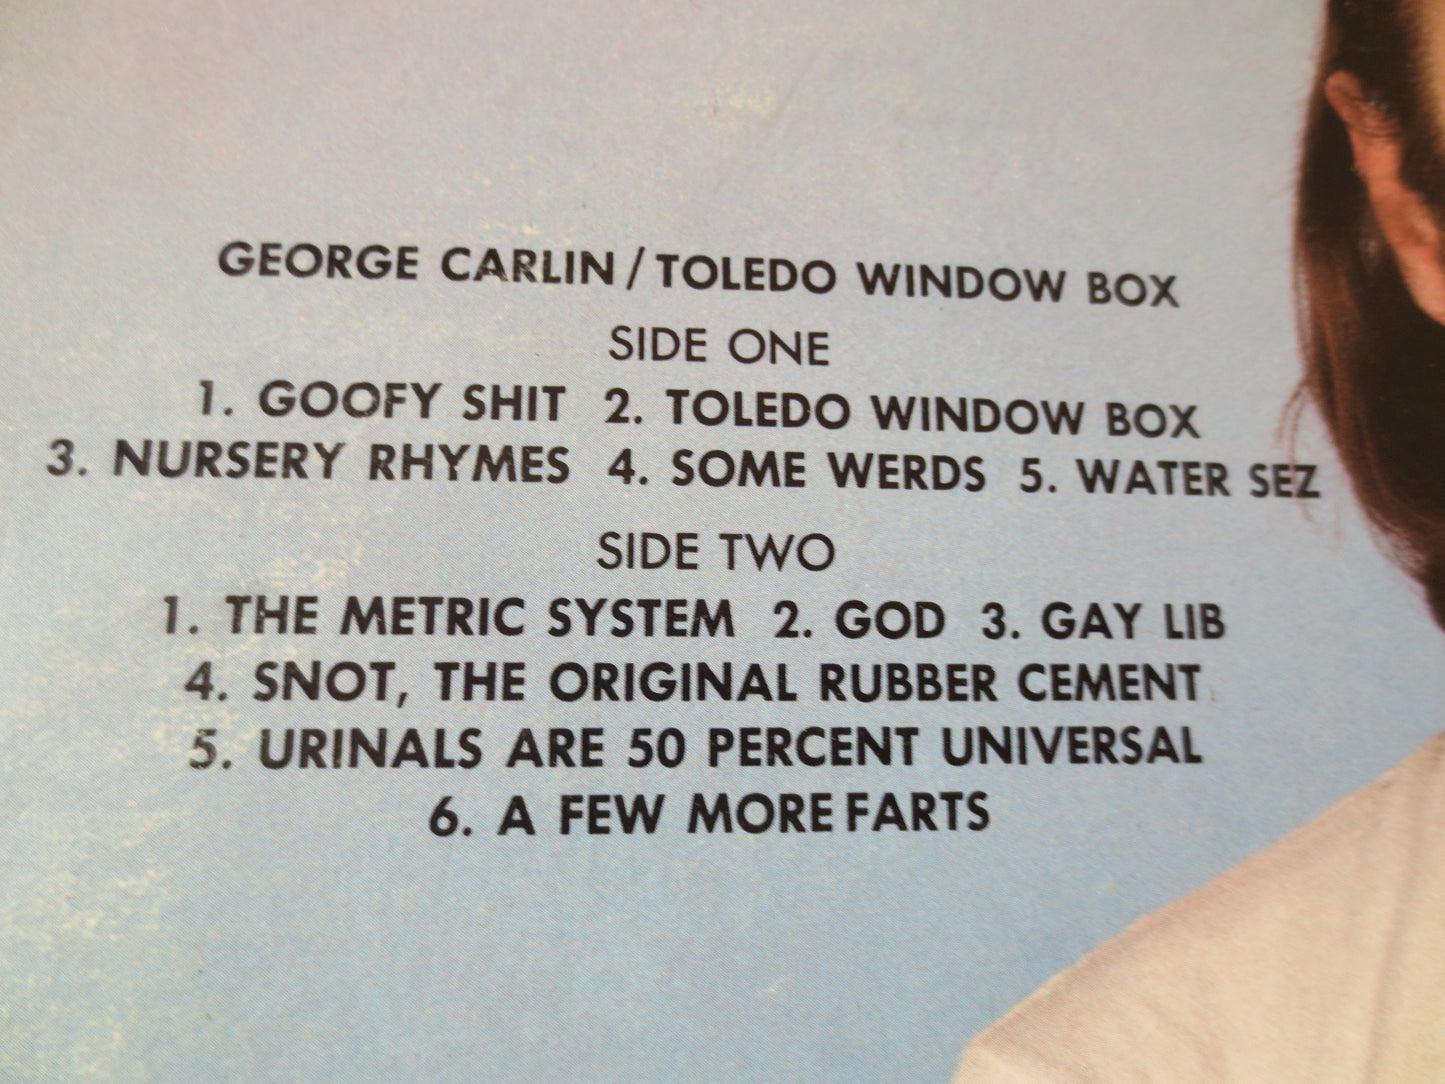 GEORGE CARLIN/TOLEDO WINDOW BOX
SIDE ONE
1. GOOFY SHIT 2. TOLEDO WINDOW BOX
3. NURSERY RHYMES 4. SOME WERDS 5. WATER SEZ
SIDE TWO
1. THE METRIC SYSTEM 2. GOD 3. GAY LIB
4. SNOT, THE ORIGINAL RUBBER CEMENT
5. URINALS ARE 50 PERCENT UNIVERSAL
6. A FEW MORE FARTS